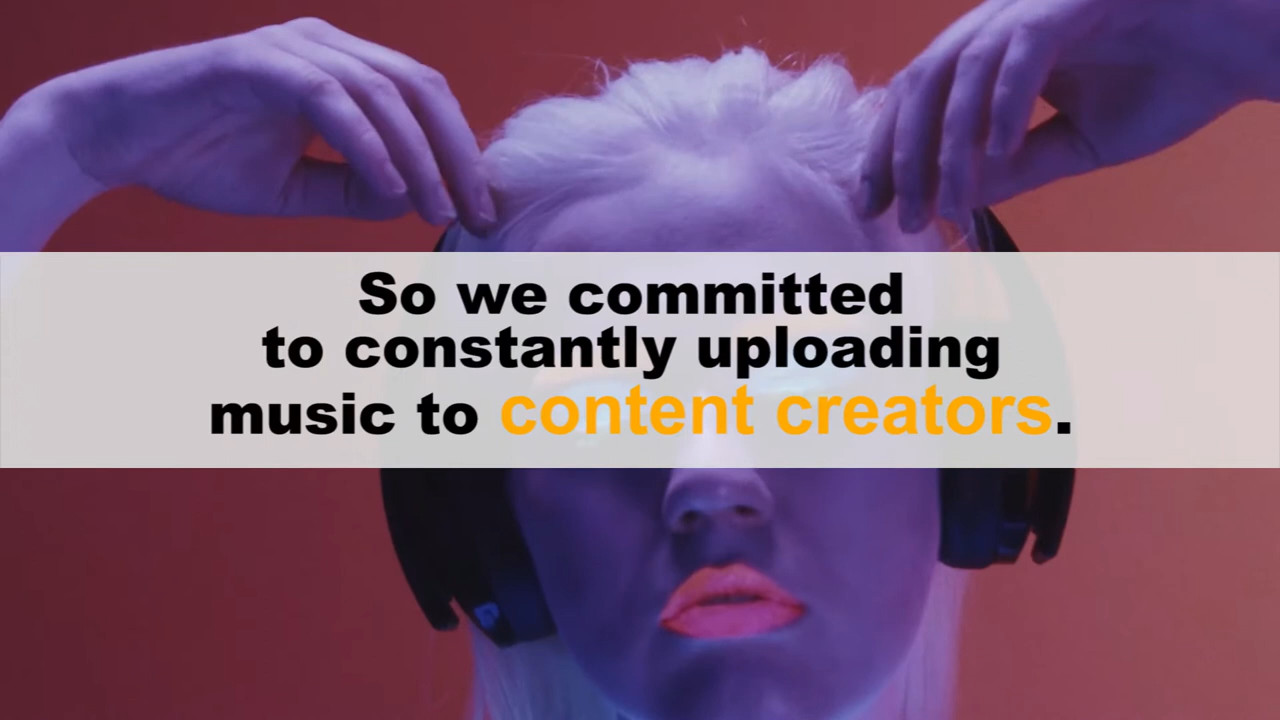 So we committed
to constantly uploading
music to content creators.